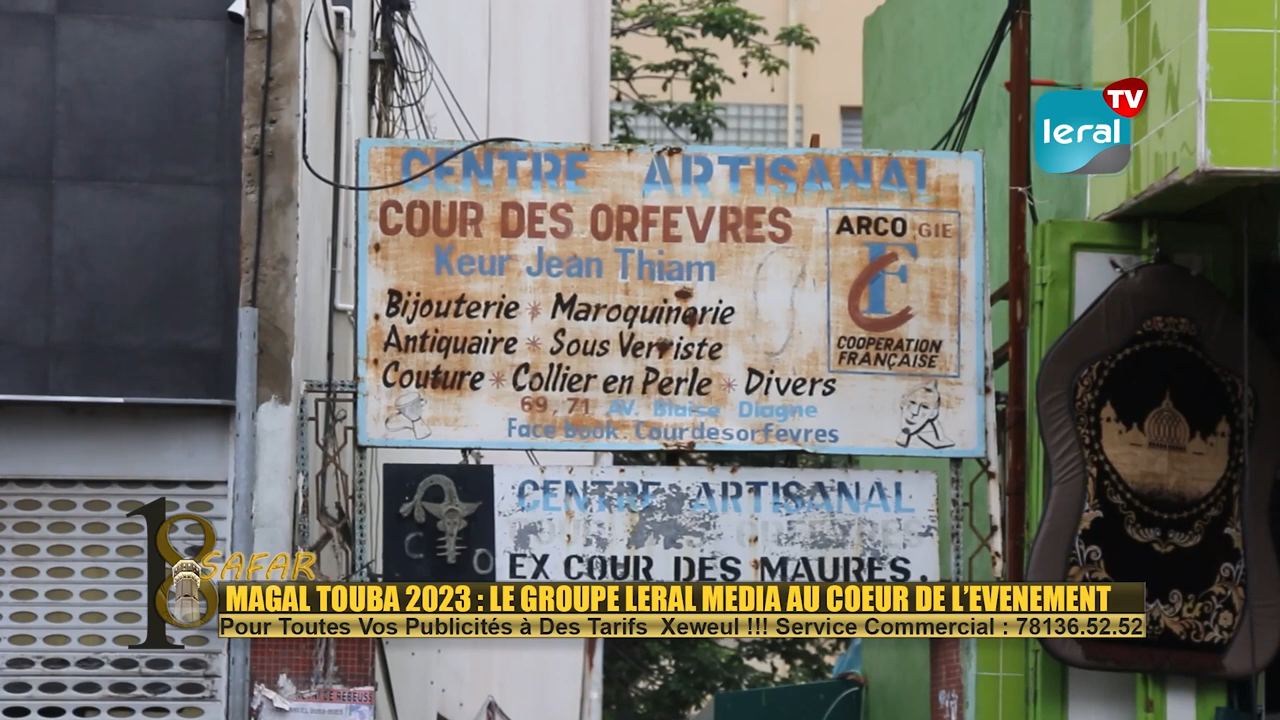 TV
leral
CENTRE ARTISANAL
COUR DES ORFEVRES
Keur Jean Thiam
ARCO GIE
F
C
COOPERATION
FRANÇAISE
Bijouterie * Maroquinerie
Antiquaire * Sous Verriste
Couture * Collier en Perle * Divers
69, 71 AV. Blaise Diagne
Face book. Courdesorfevres
CENTRE ARTISANAL
C O
EX COUR DES MAURES.
18 SAFAR
MAGAL TOUBA 2023 : LE GROUPE LERAL MEDIA AU COEUR DE L'EVENEMENT
Pour Toutes Vos Publicités à Des Tarifs Xeweul !!! Service Commercial : 78136.52.52